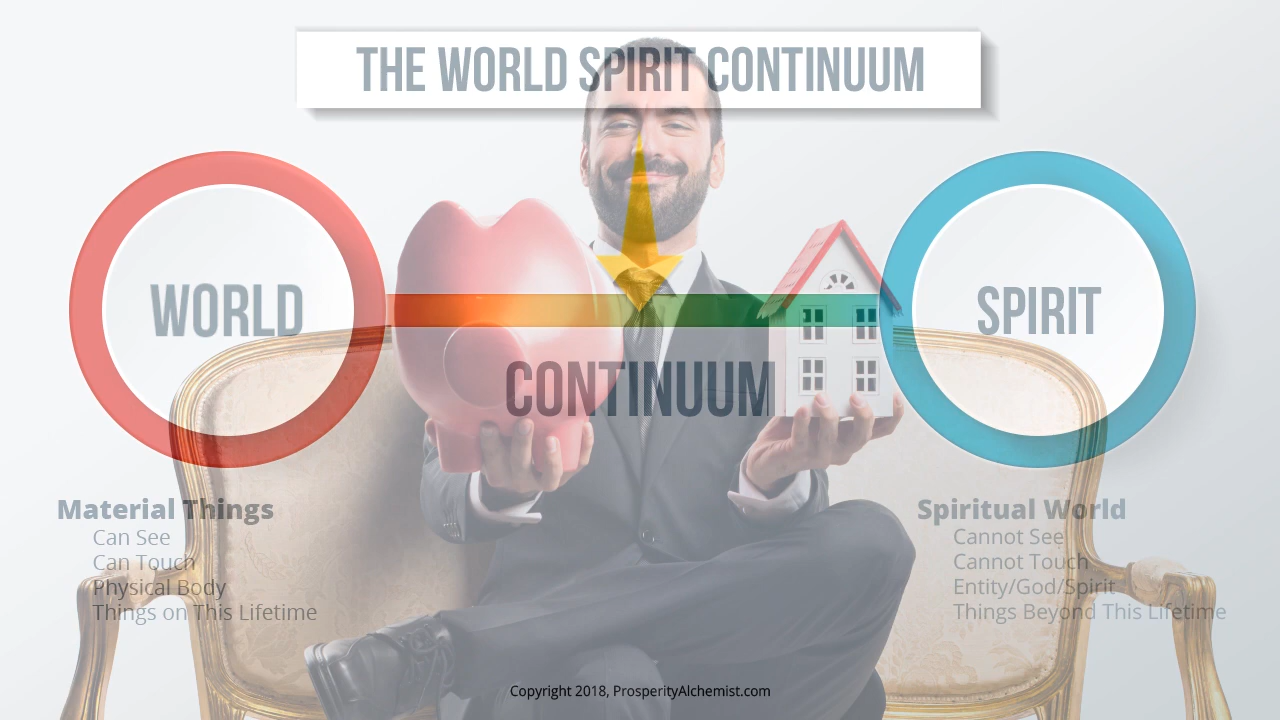 THE WORLD SPIRIT CONTINUUM
WORLD
SPIRIT
CONTINUUM
Material Things
Can See
Can Touch
Physical Body
Things on This Lifetime
Spiritual World
Cannot See
Cannot Touch
Entity/God/Spirit
Things Beyond This Lifetime
Copyright 2018, ProsperityAlchemist.com